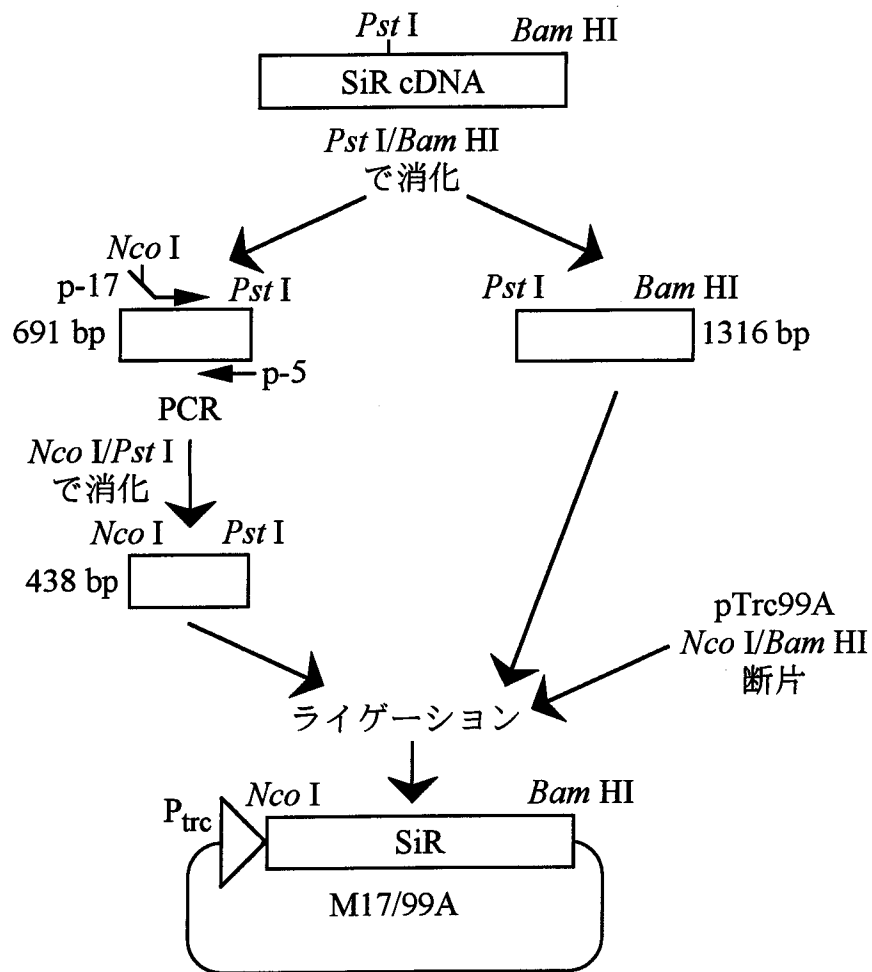 Pst I
Bam HI
SiR cDNA
Pst I/Bam HI
で消化
Nco I
p-17
Pst I
691 bp
p-5
PCR
Pst I
Bam HI
1316 bp
Nco I/Pst I
で消化
Nco I
Pst I
438 bp
pTrc99A
Nco I/Bam HI
断片
ライゲーション
Ptrc
Nco I
Bam HI
SiR
M17/99A